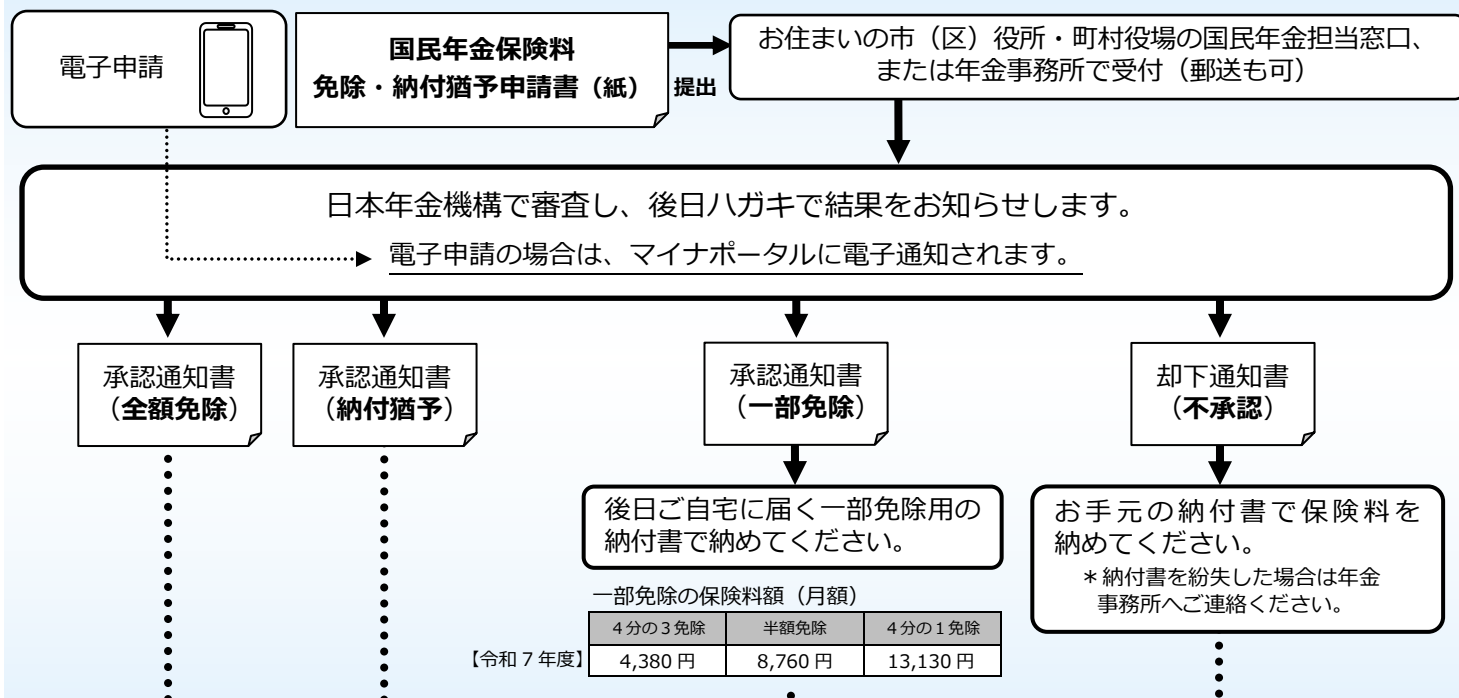 電子申請
国民年金保険料
免除・納付猶予申請書（紙）
提出
お住まいの市（区）役所・町村役場の国民年金担当窓口、
または年金事務所で受付（郵送も可）
日本年金機構で審査し、後日ハガキで結果をお知らせします。
電子申請の場合は、マイナポータルに電子通知されます。
承認通知書
（全額免除）
承認通知書
（納付猶予）
承認通知書
（一部免除）
却下通知書
（不承認）
後日ご自宅に届く一部免除用の
納付書で納めてください。
お手元の納付書で保険料を
納めてください。
＊納付書を紛失した場合は年金
事務所へご連絡ください。
一部免除の保険料額（月額）
４分の３免除 半額免除 ４分の１免除
【令和７年度】 4,380 円 8,760 円 13,130 円